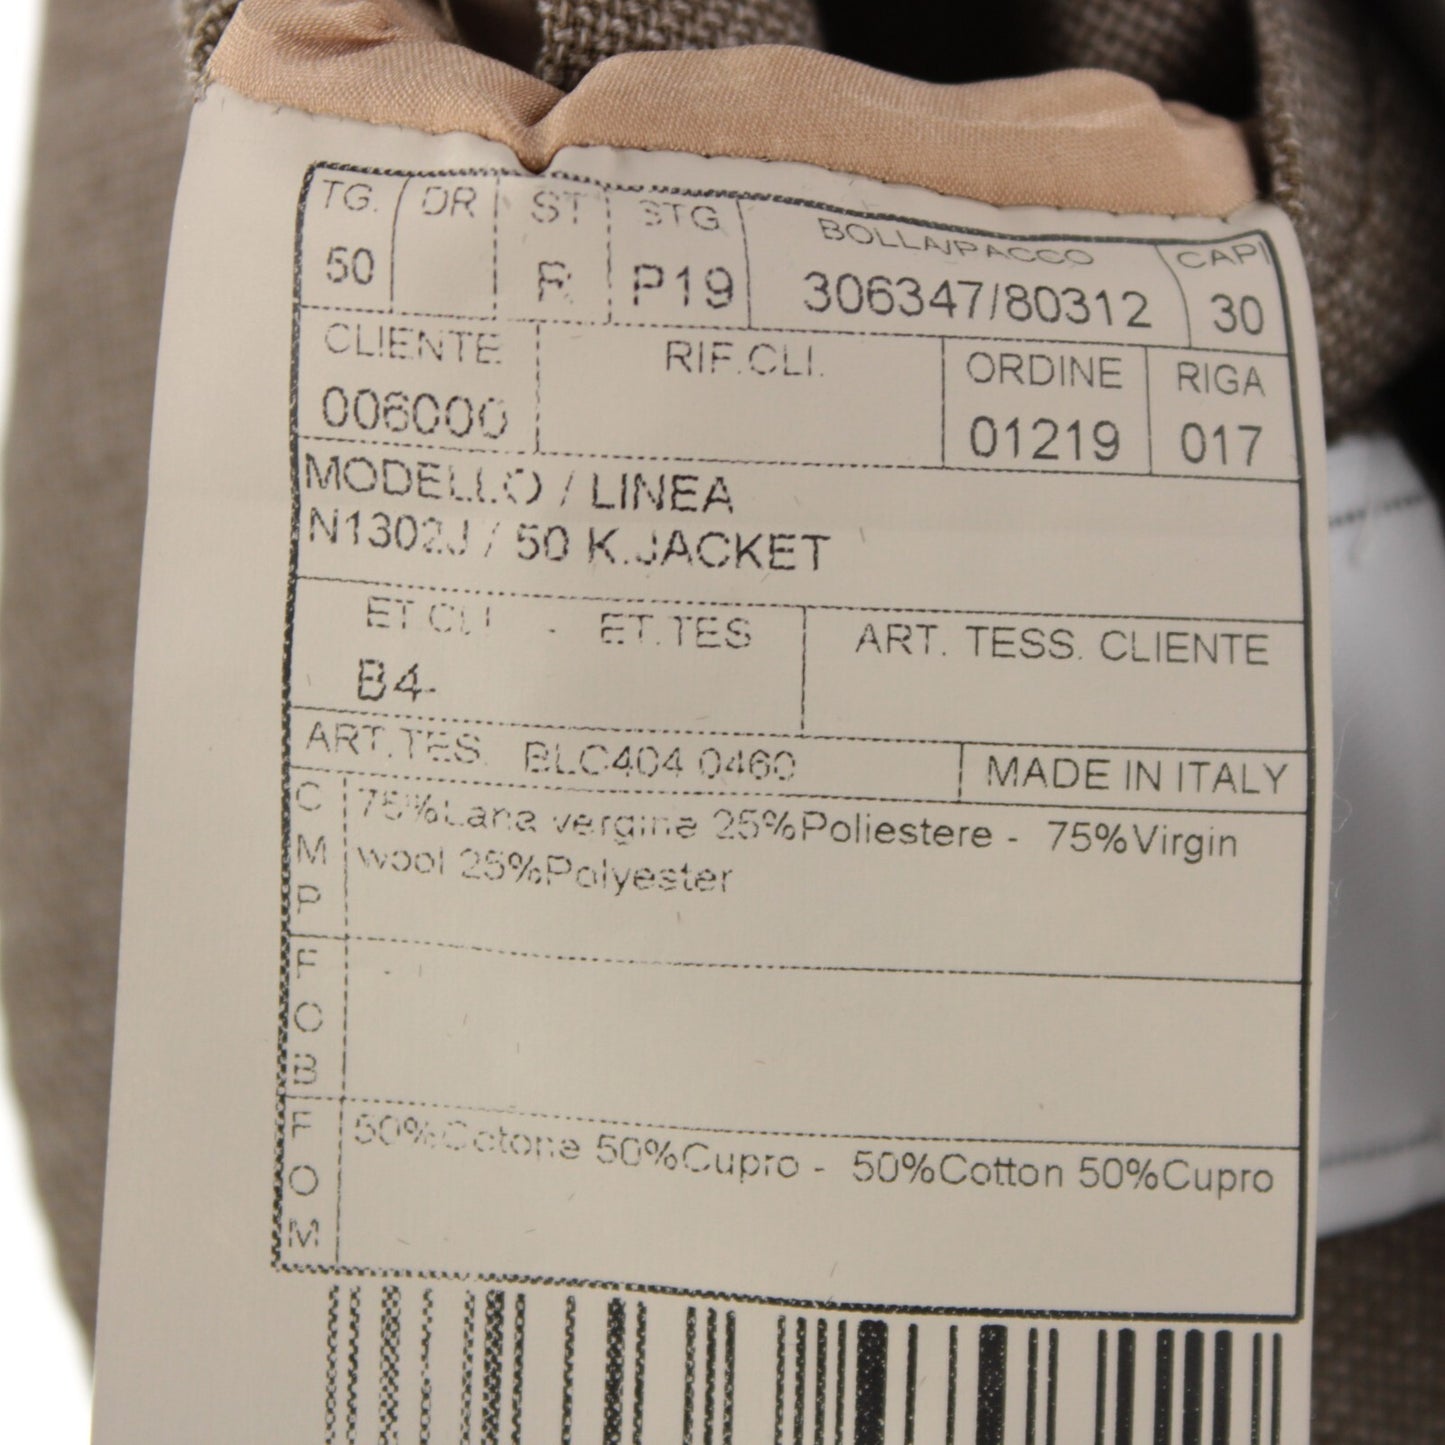 TG. DR ST STG BOLLA/PACCO CAPI
50 R P19 306347/80312 30
CLIENTE RIF.CLI. ORDINE RIGA
006000 01219 017
MODELLO / LINEA
N1302J / 50 K.JACKET
ET.CLI - ET.TES ART. TESS. CLIENTE
B4-
ART.TES. BLC404 0460 MADE IN ITALY
C M P
75%Lana vergine 25%Poliestere - 75%Virgin
wool 25%Polyester
F O B
F O M
50%Cotone 50%Cupro - 50%Cotton 50%Cupro